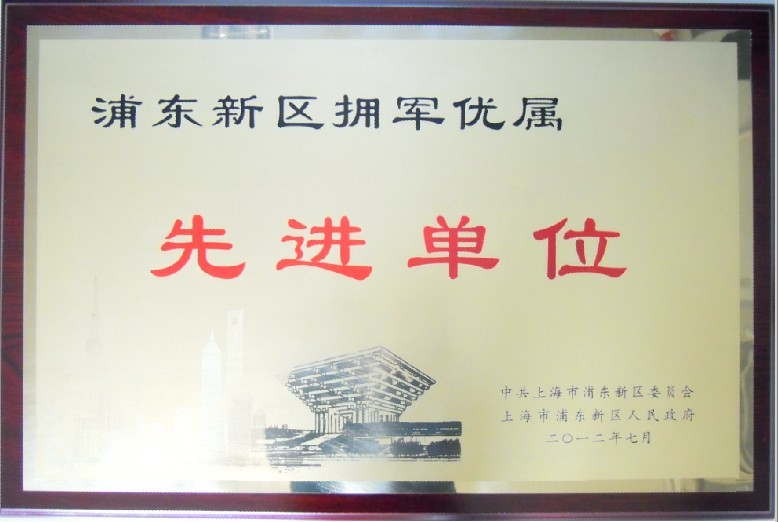 浦东新区拥军优属
先进单位
中共上海市浦东新区委员会
上海市浦东新区人民政府
二〇一二年七月